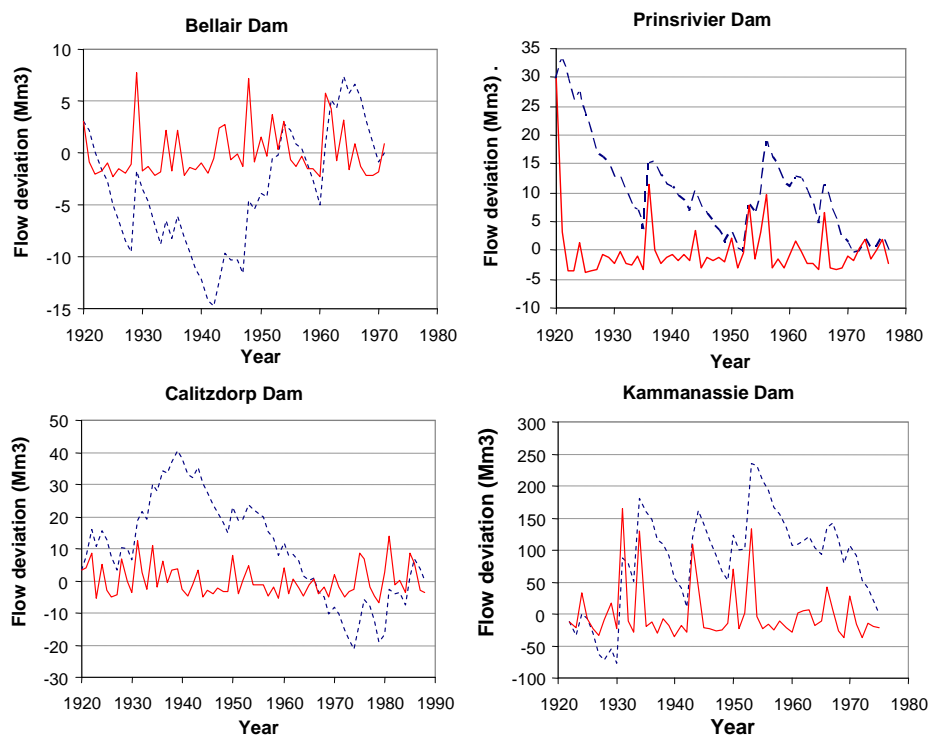 Bellair Dam
Flow deviation (Mm3)
10
5
0
-5
-10
-15
1920 1930 1940 1950 1960 1970 1980
Year
Prinsrivier Dam
Flow deviation (Mm3) .
35
30
25
20
15
10
5
0
-5
-10
1920 1930 1940 1950 1960 1970 1980
Year
Calitzdorp Dam
Flow deviation (Mm3)
50
40
30
20
10
0
-10
-20
-30
1920 1930 1940 1950 1960 1970 1980 1990
Year
Kammanassie Dam
Flow deviation (Mm3)
300
250
200
150
100
50
0
-50
-100
1920 1930 1940 1950 1960 1970 1980
Year